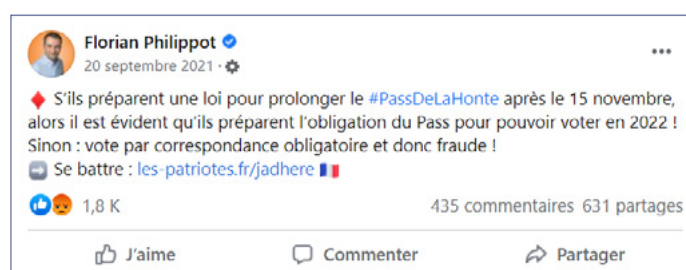 Florian Philippot
20 septembre 2021 ·
S'ils préparent une loi pour prolonger le #PassDeLaHonte après le 15 novembre,
alors il est évident qu'ils préparent l'obligation du Pass pour pouvoir voter en 2022 !
Sinon : vote par correspondance obligatoire et donc fraude !
➡️ Se battre : les-patriotes.fr/jadhere 🇫🇷
1,8 K 435 commentaires 631 partages
J'aime Commenter Partager